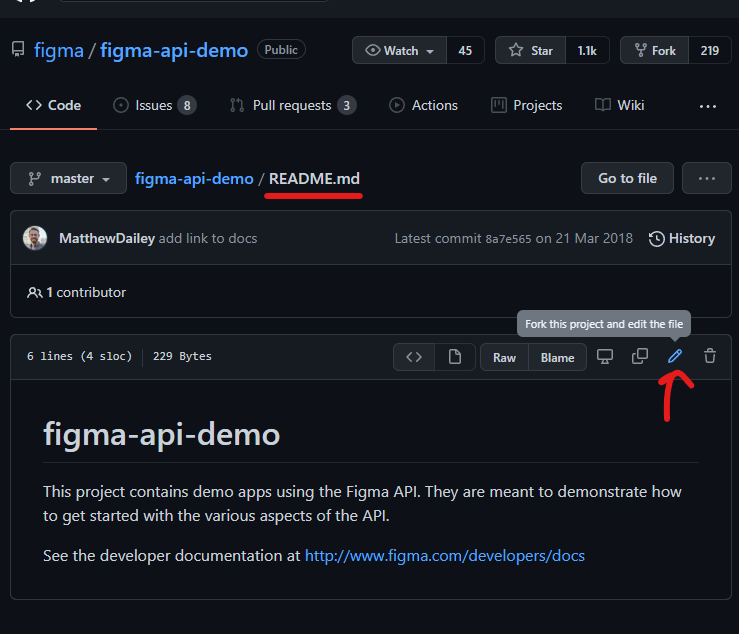 figma / figma-api-demo Public Watch 45 Star 1.1k Fork 219
Code Issues 8 Pull requests 3 Actions Projects Wiki ...
master figma-api-demo / README.md Go to file ...
MatthewDailey add link to docs Latest commit 8a7e565 on 21 Mar 2018 History
1 contributor
Fork this project and edit the file
6 lines (4 sloc) 229 Bytes <> Raw Blame
figma-api-demo
This project contains demo apps using the Figma API. They are meant to demonstrate how
to get started with the various aspects of the API.
See the developer documentation at http://www.figma.com/developers/docs